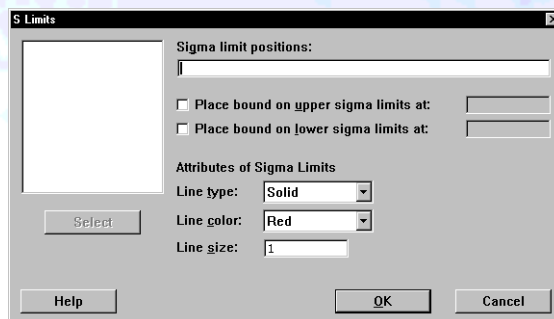 S Limits
Sigma limit positions:
Place bound on upper sigma limits at:
Place bound on lower sigma limits at:
Attributes of Sigma Limits
Line type: Solid
Select
Line color: Red
Line size: 1
Help
OK
Cancel